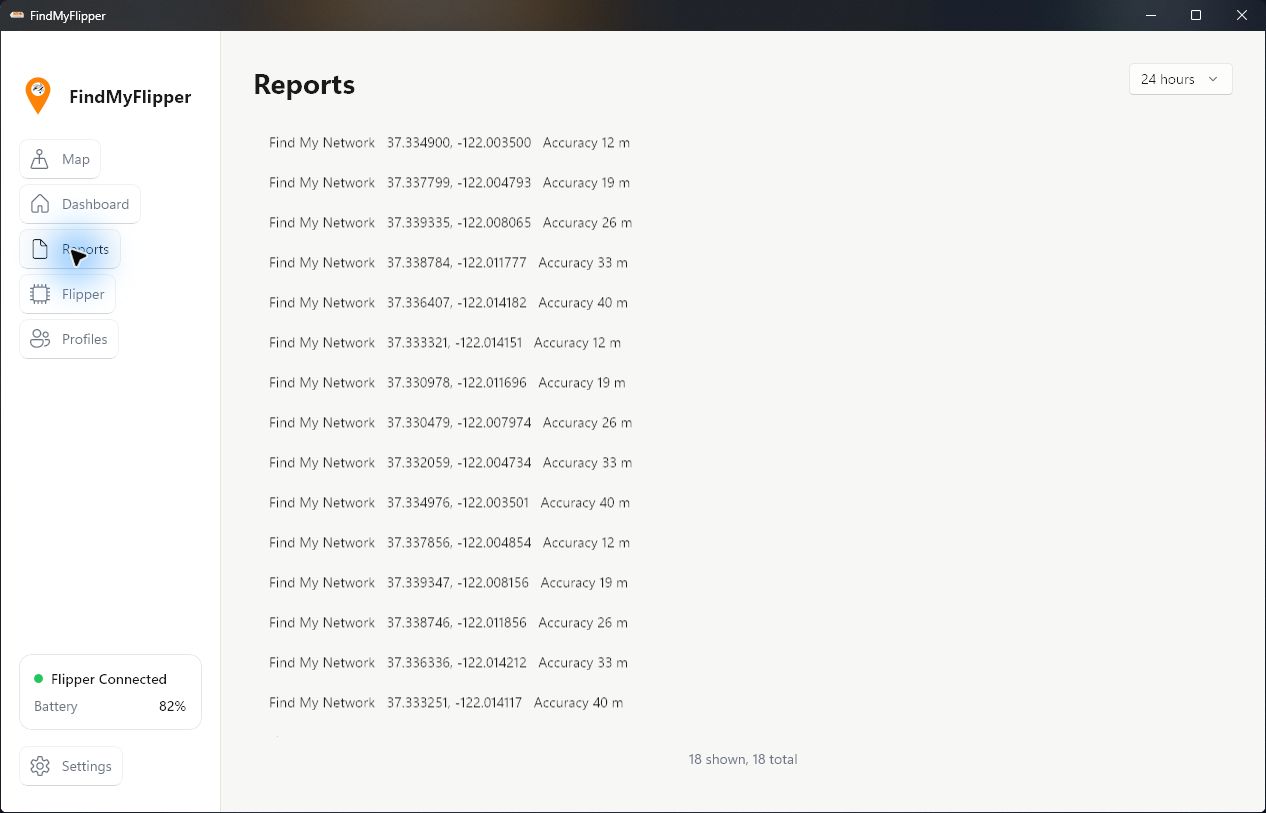 FindMyFlipper
FindMyFlipper
Map
Dashboard
Reports
Flipper
Profiles
Flipper Connected
Battery 82%
Settings
Reports
24 hours
Find My Network 37.334900, -122.003500 Accuracy 12 m
Find My Network 37.337799, -122.004793 Accuracy 19 m
Find My Network 37.339335, -122.008065 Accuracy 26 m
Find My Network 37.338784, -122.011777 Accuracy 33 m
Find My Network 37.336407, -122.014182 Accuracy 40 m
Find My Network 37.333321, -122.014151 Accuracy 12 m
Find My Network 37.330978, -122.011696 Accuracy 19 m
Find My Network 37.330479, -122.007974 Accuracy 26 m
Find My Network 37.332059, -122.004734 Accuracy 33 m
Find My Network 37.334976, -122.003501 Accuracy 40 m
Find My Network 37.337856, -122.004854 Accuracy 12 m
Find My Network 37.339347, -122.008156 Accuracy 19 m
Find My Network 37.338746, -122.011856 Accuracy 26 m
Find My Network 37.336336, -122.014212 Accuracy 33 m
Find My Network 37.333251, -122.014117 Accuracy 40 m
18 shown, 18 total